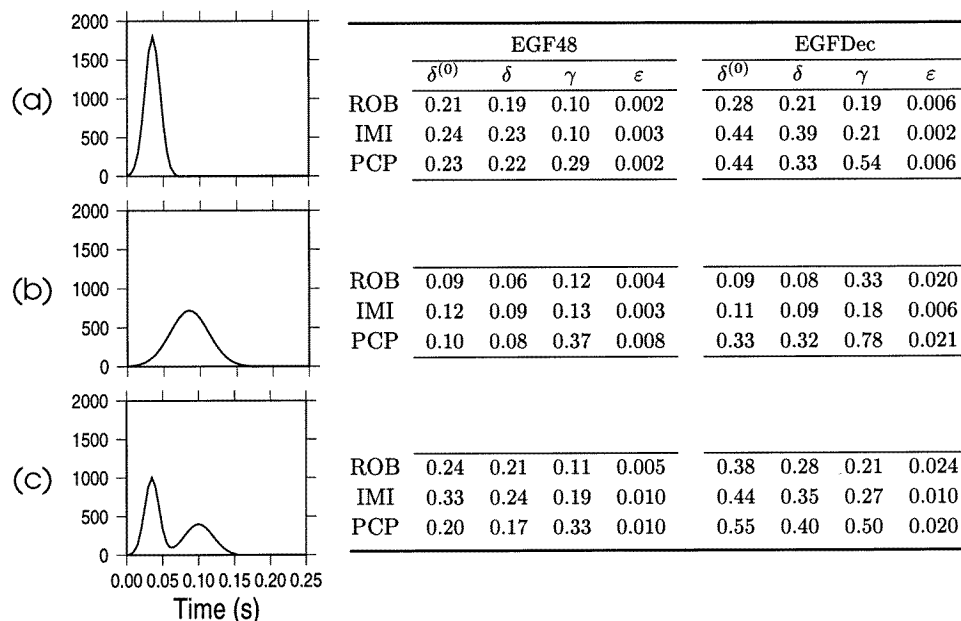 EGF48 EGFDec
δ(0) δ γ ε δ(0) δ γ ε
(a)
2000
1500
1000
500
0
ROB 0.21 0.19 0.10 0.002 0.28 0.21 0.19 0.006
IMI 0.24 0.23 0.10 0.003 0.44 0.39 0.21 0.002
PCP 0.23 0.22 0.29 0.002 0.44 0.33 0.54 0.006
(b)
2000
1500
1000
500
0
ROB 0.09 0.06 0.12 0.004 0.09 0.08 0.33 0.020
IMI 0.12 0.09 0.13 0.003 0.11 0.09 0.18 0.006
PCP 0.10 0.08 0.37 0.008 0.33 0.32 0.78 0.021
(c)
2000
1500
1000
500
0
ROB 0.24 0.21 0.11 0.005 0.38 0.28 0.21 0.024
IMI 0.33 0.24 0.19 0.010 0.44 0.35 0.27 0.010
PCP 0.20 0.17 0.33 0.010 0.55 0.40 0.50 0.020
0.00 0.05 0.10 0.15 0.20 0.25
Time (s)